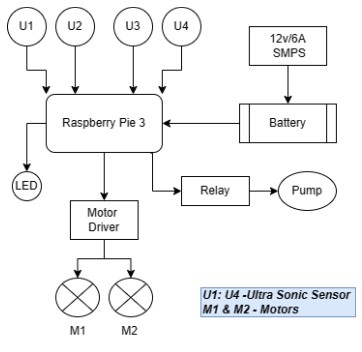 U1
U2
U3
U4
12v/6A
SMPS
Raspberry Pie 3
Battery
LED
Relay
Pump
Motor
Driver
M1
M2
U1: U4 -Ultra Sonic Sensor
M1 & M2 - Motors